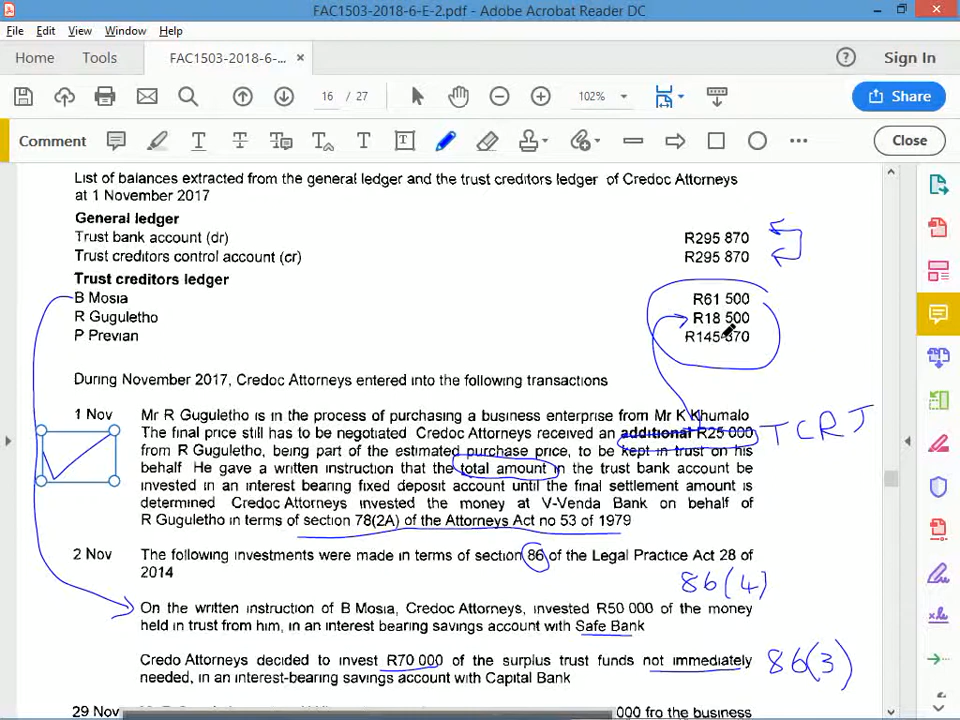 FAC1503-2018-6-E-2.pdf - Adobe Acrobat Reader DC
File Edit View Window Help
Home Tools FAC1503-2018-6-... × Sign In
16 / 27 102% Share
Comment Close
List of balances extracted from the general ledger and the trust creditors ledger of Credoc Attorneys
at 1 November 2017
General ledger
Trust bank account (dr) R295 870
Trust creditors control account (cr) R295 870
Trust creditors ledger
B Mosia R61 500
R Guguletho R18 500
P Previan R145 870
During November 2017, Credoc Attorneys entered into the following transactions
1 Nov Mr R Guguletho is in the process of purchasing a business enterprise from Mr K Khumalo
The final price still has to be negotiated Credoc Attorneys received an additional R25 000 TCRJ
from R Guguletho, being part of the estimated purchase price, to be kept in trust on his
behalf He gave a written instruction that the total amount in the trust bank account be
invested in an interest bearing fixed deposit account until the final settlement amount is
determined Credoc Attorneys invested the money at V-Venda Bank on behalf of
R Guguletho in terms of section 78(2A) of the Attorneys Act no 53 of 1979
2 Nov The following investments were made in terms of section 86 of the Legal Practice Act 28 of
2014
86(4)
On the written instruction of B Mosia, Credoc Attorneys, invested R50 000 of the money
held in trust from him, in an interest bearing savings account with Safe Bank
Credo Attorneys decided to invest R70 000 of the surplus trust funds not immediately 86(3)
needed, in an interest-bearing savings account with Capital Bank
29 Nov 000 fro the business